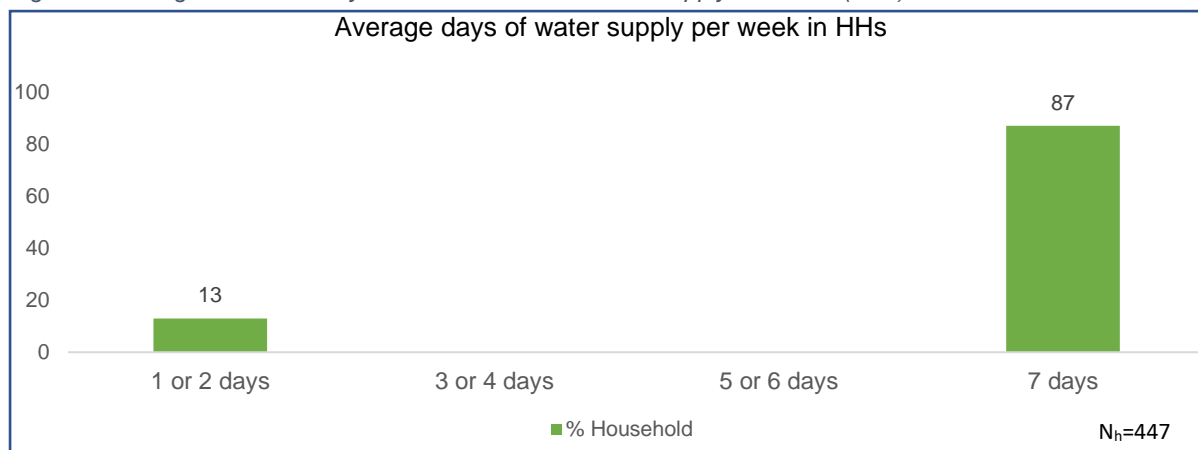 Average days of water supply per week in HHs
100
87
80
60
40
20
13
0
1 or 2 days 3 or 4 days 5 or 6 days 7 days
% Household
Nₕ=447